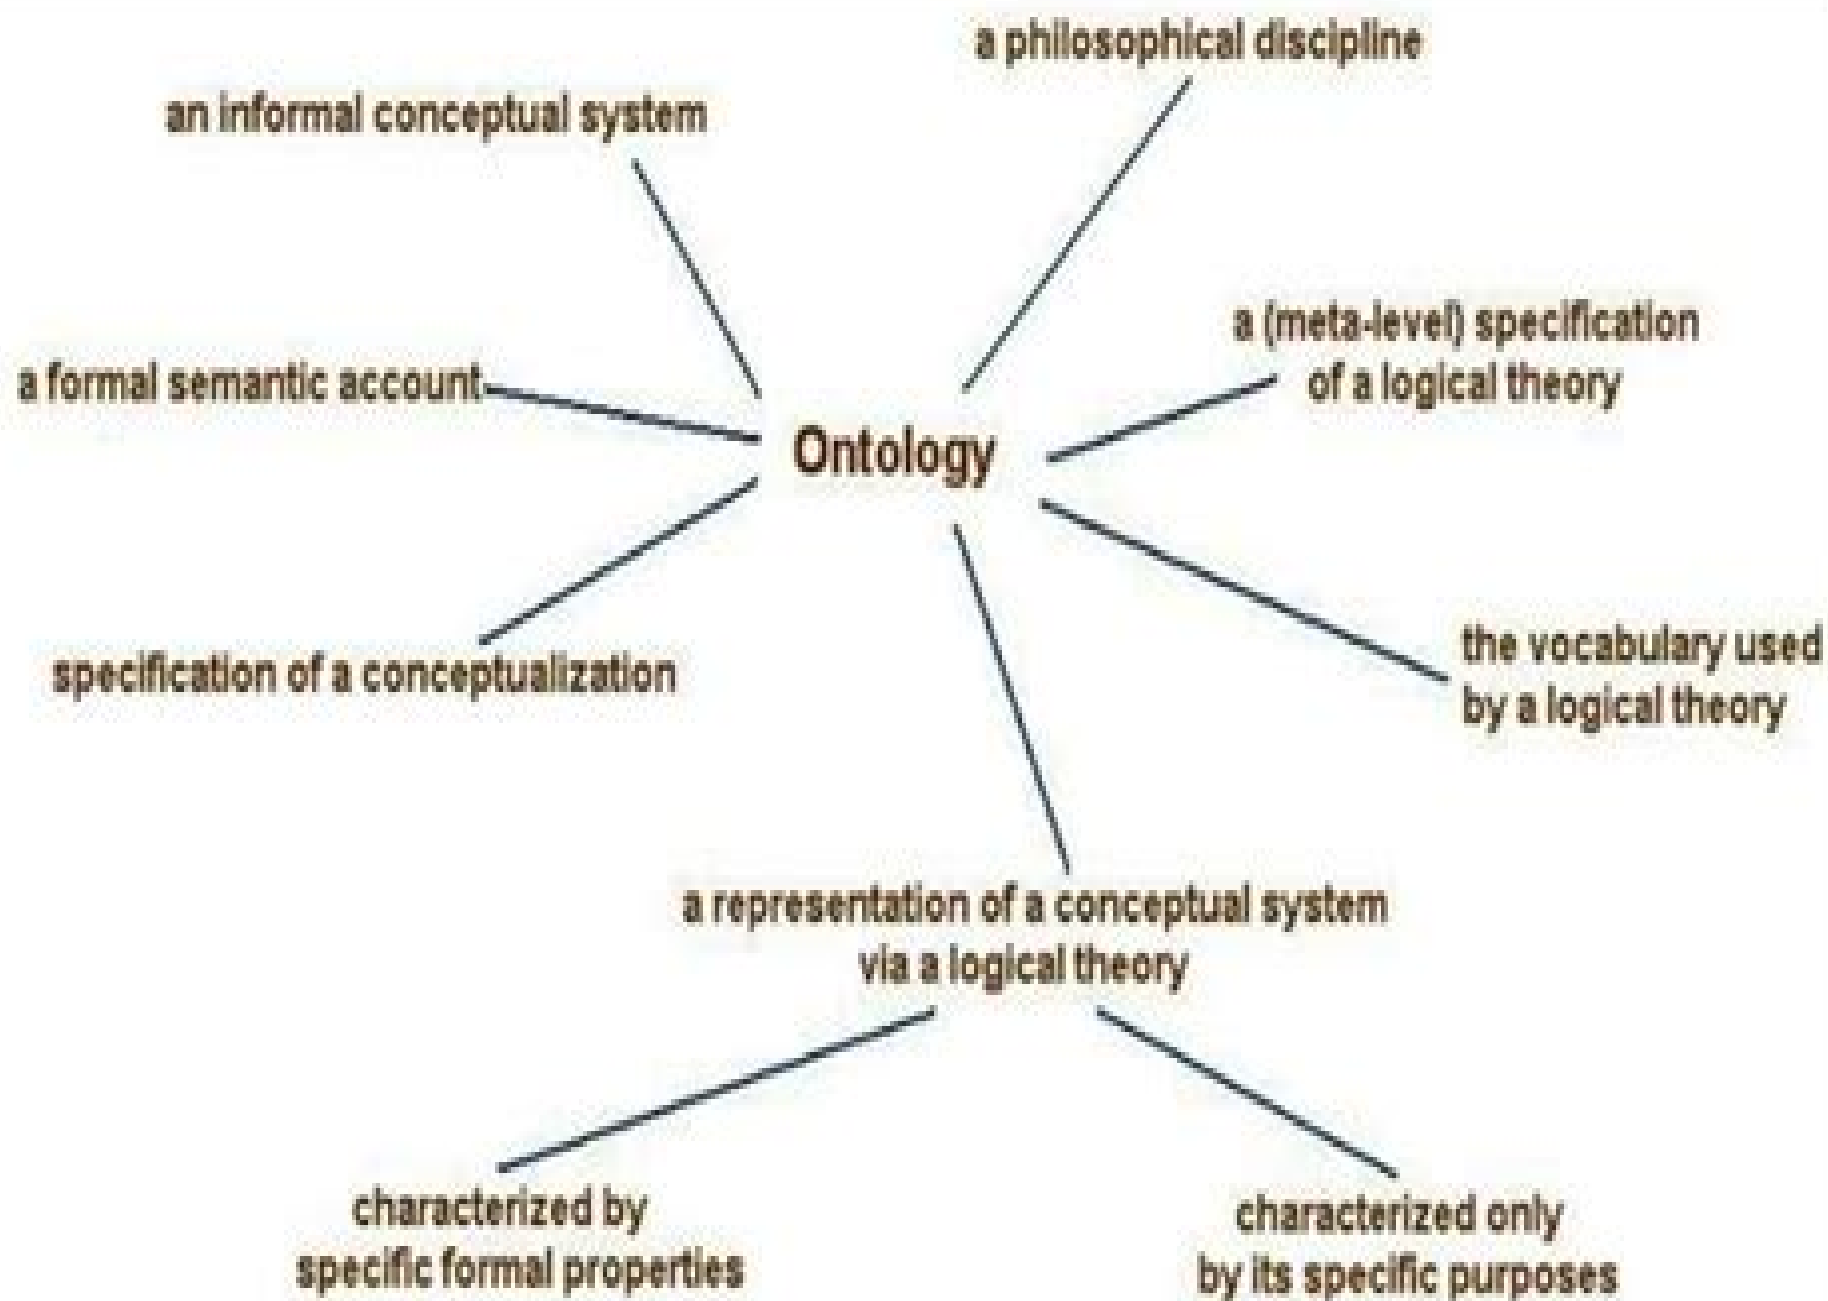 a philosophical discipline
an informal conceptual system
a (meta-level) specification
of a logical theory
a formal semantic account
Ontology
the vocabulary used
by a logical theory
specification of a conceptualization
a representation of a conceptual system
via a logical theory
characterized by
specific formal properties
characterized only
by its specific purposes